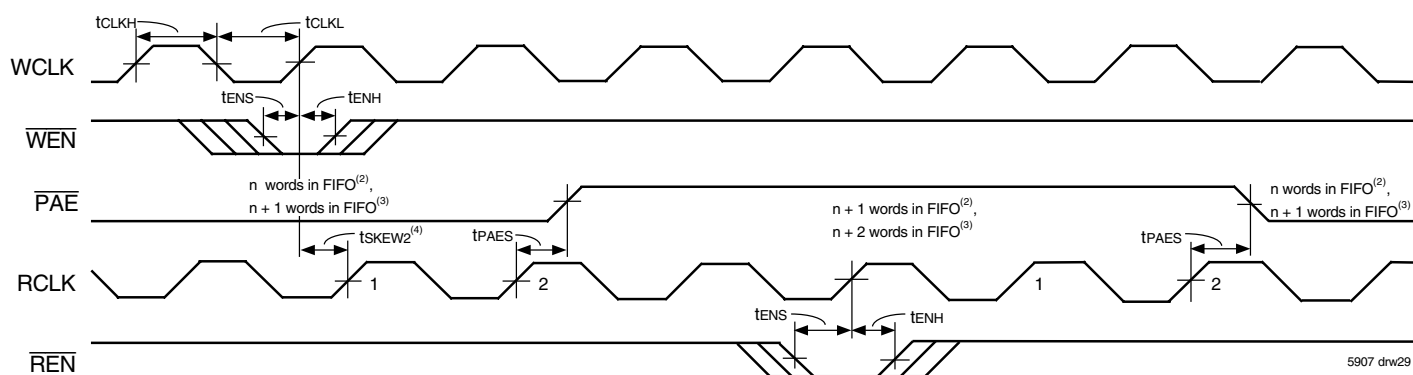 tCLKH tCLKL
WCLK
tENS tENH
WEN
n words in FIFO(2),
n + 1 words in FIFO(3)
PAE
n + 1 words in FIFO(2),
n + 2 words in FIFO(3)
n words in FIFO(2),
n + 1 words in FIFO(3)
tSKEW2(4) tPAES tPAES
RCLK 1 2 1 2
tENS tENH
REN
5907 drw29